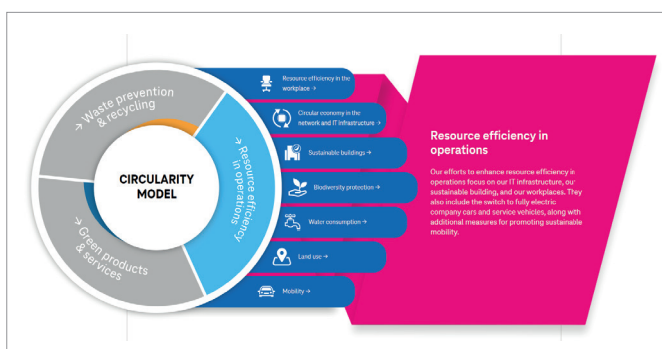 → Waste prevention
& recycling
→ Resource efficiency
in operations
→ Green products
& services
CIRCULARITY
MODEL
Resource efficiency in the
workplace →
Circular economy in the
network and IT Infrastructure →
Sustainable buildings →
Biodiversity protection →
Water consumption →
Land use →
Mobility →
Resource efficiency in
operations
Our efforts to enhance resource efficiency in
operations focus on our IT infrastructure, our
sustainable building, and our workplaces. They
also include the switch to fully electric
company cars and service vehicles, along with
additional measures for promoting sustainable
mobility.